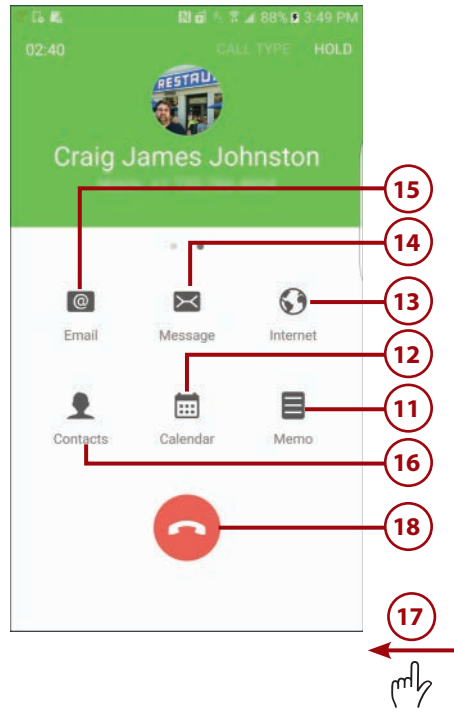 88% 3:49 PM
02:40 CALL TYPE HOLD
RESTAU
Craig James Johnston
15
14
Email Message Internet
13
12
11
Contacts Calendar Memo
16
18
17